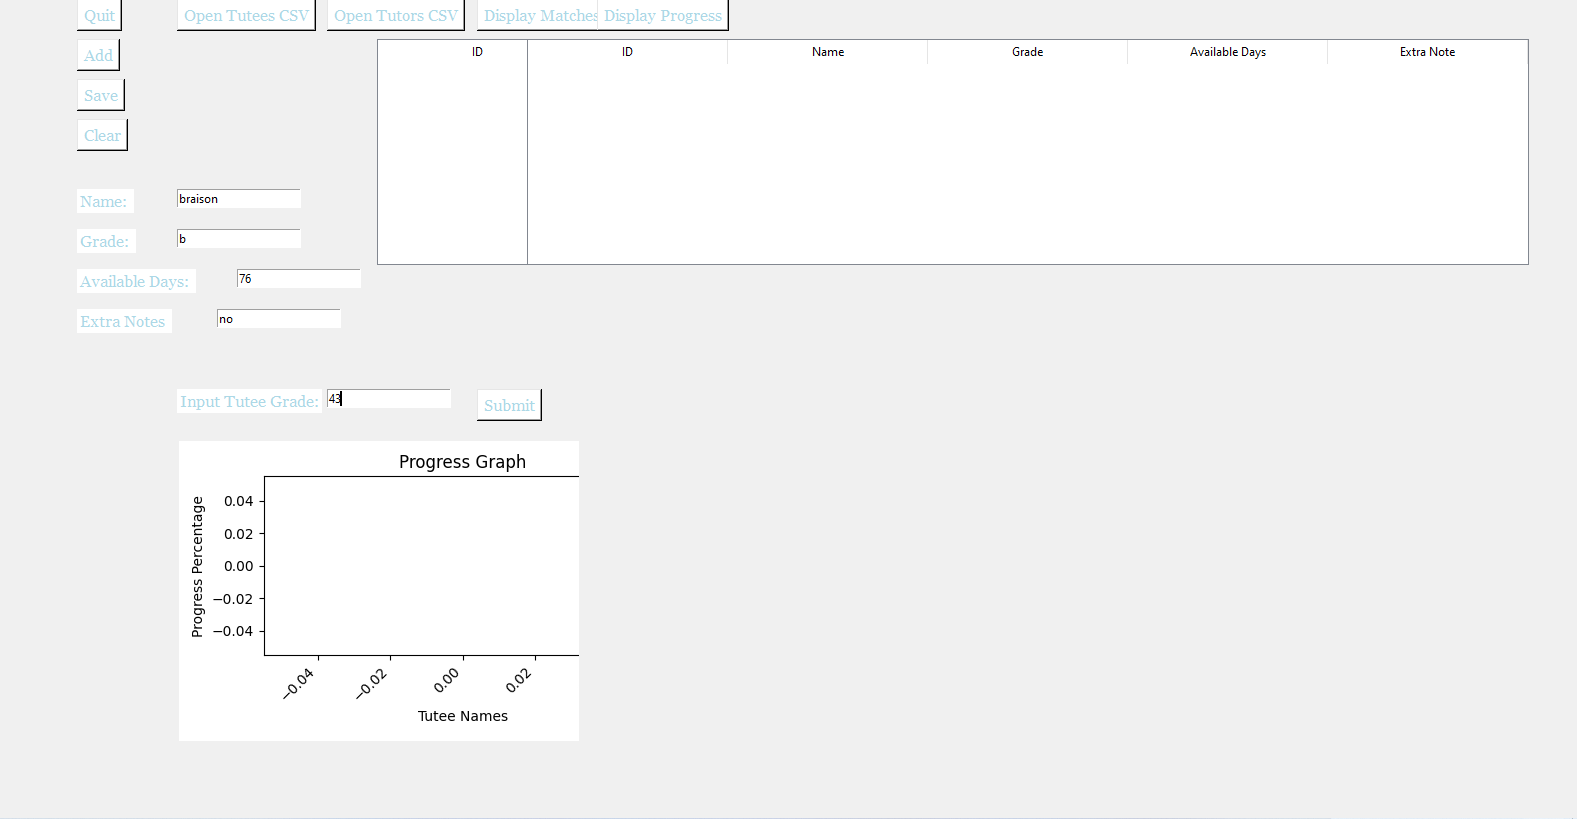 Quit Open Tutees CSV Open Tutors CSV Display Matches Display Progress
Add
ID ID Name Grade Available Days Extra Note
Save
Clear
Name: braison
Grade: b
Available Days: 76
Extra Notes no
Input Tutee Grade: 43 Submit
Progress Graph
Progress Percentage
0.04
0.02
0.00
−0.02
−0.04
−0.04 −0.02 0.00 0.02
Tutee Names